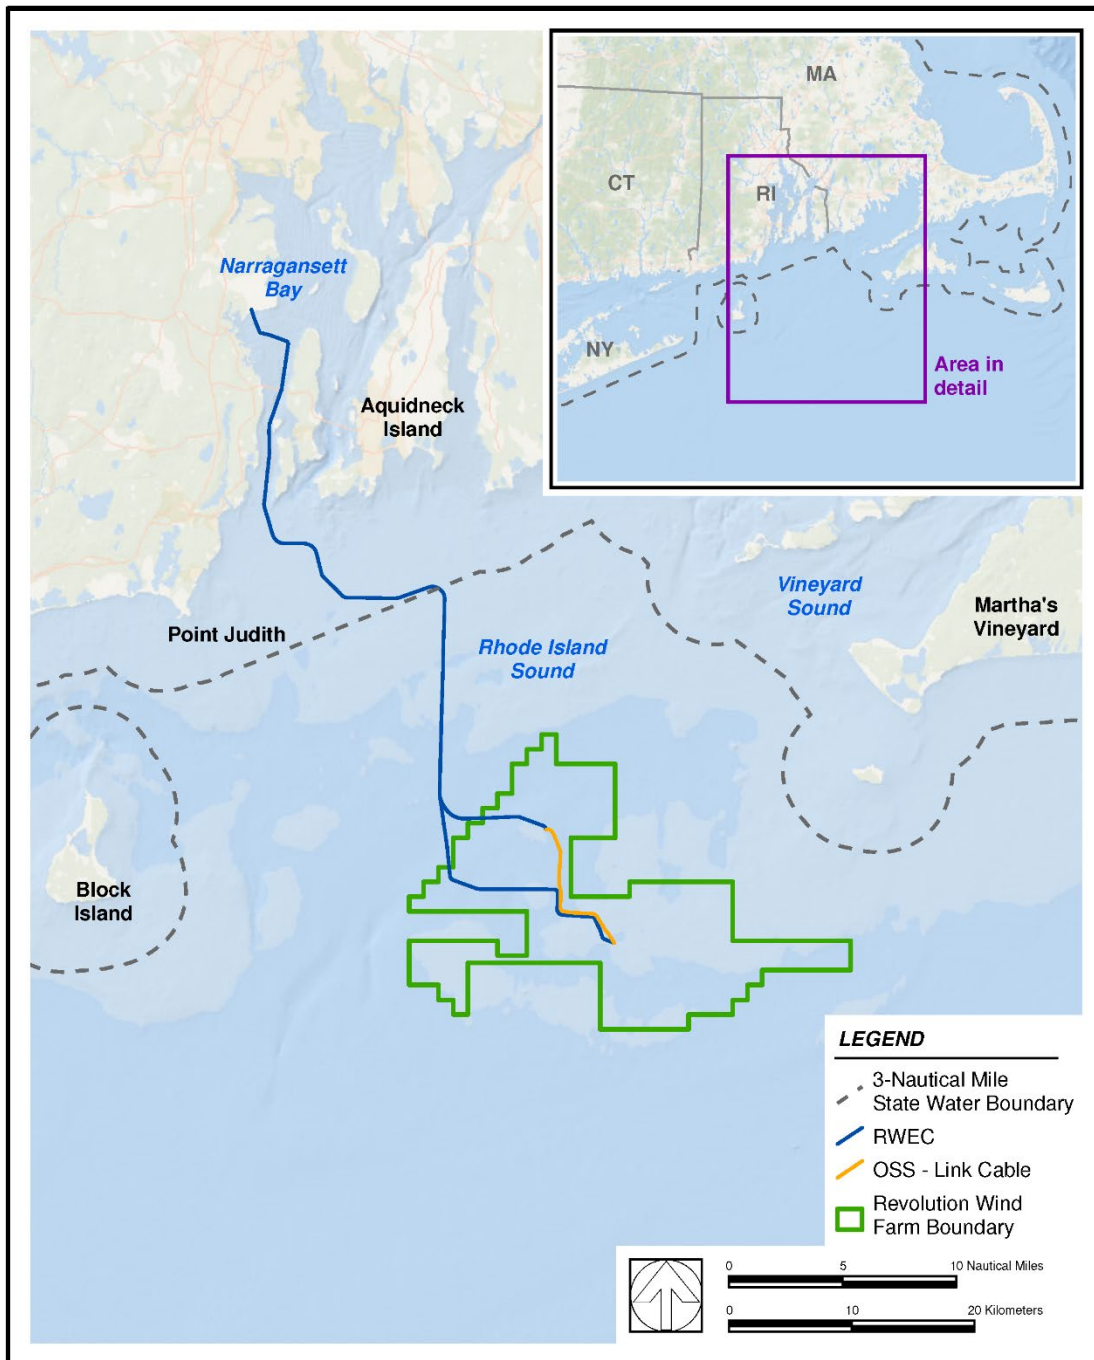 MA
CT
RI
NY
Area in
detail
Narragansett
Bay
Aquidneck
Island
Point Judith
Rhode Island
Sound
Vineyard
Sound
Martha's
Vineyard
Block
Island
LEGEND
3-Nautical Mile
State Water Boundary
RWEC
OSS - Link Cable
Revolution Wind
Farm Boundary
0 5 10 Nautical Miles
0 10 20 Kilometers